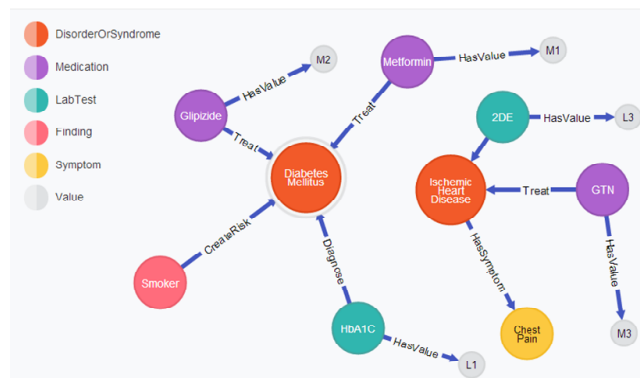 DisorderOrSyndrome
Medication
LabTest
Finding
Symptom
Value
M2
HasValue
Metformin
HasValue
M1
Glipizide
Treat
Treat
2DE
HasValue
L3
Diabetes
Mellitus
Ischemic
Heart
Disease
Treat
GTN
CreateRisk
Smoker
Diagnose
HasSymptom
HasValue
HDA1C
HasValue
L1
Chest
Pain
M3